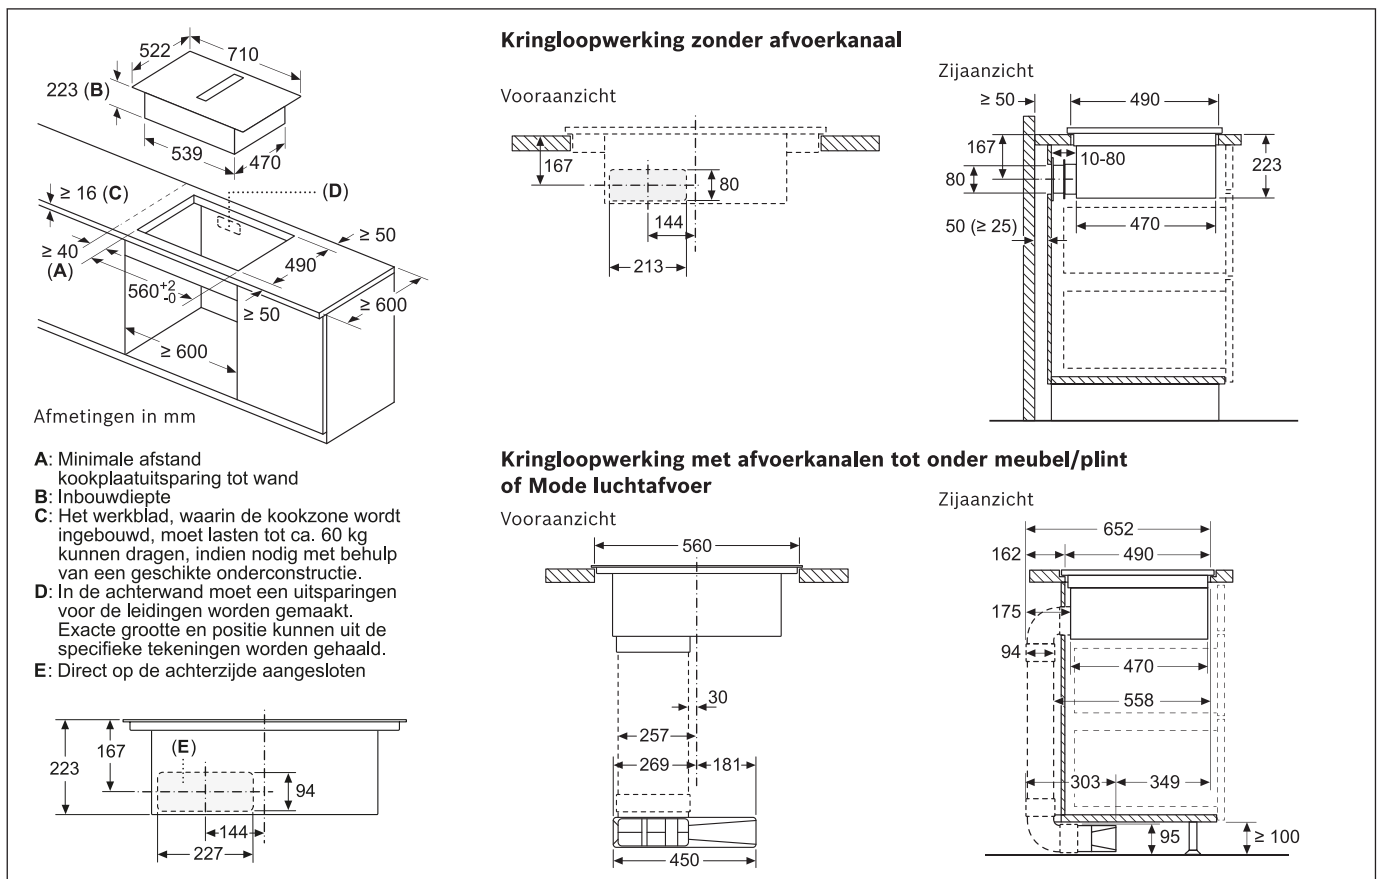 522
710
223 (B)
539
470
≥ 16 (C)
(D)
≥ 50
≥ 40
(A)
490
560+2 -0
≥ 50
≥ 600
≥ 600
Afmetingen in mm
A: Minimale afstand
kookplaatuitsparing tot wand
B: Inbouwdiepte
C: Het werkblad, waarin de kookzone wordt
ingebouwd, moet lasten tot ca. 60 kg
kunnen dragen, indien nodig met behulp
van een geschikte onderconstructie.
D: In de achterwand moet een uitsparingen
voor de leidingen worden gemaakt.
Exacte grootte en positie kunnen uit de
specifieke tekeningen worden gehaald.
E: Direct op de achterzijde aangesloten
223
167
(E)
94
144
227
Kringloopwerking zonder afvoerkanaal
Vooraanzicht
167
80
144
213
Zijaanzicht
≥ 50
490
167
10-80
223
80
50 (≥ 25)
470
Kringloopwerking met afvoerkanalen tot onder meubel/plint
of Mode luchtafvoer
Vooraanzicht
560
30
257
269
181
450
Zijaanzicht
652
162
490
175
94
470
558
303
349
95
≥ 100